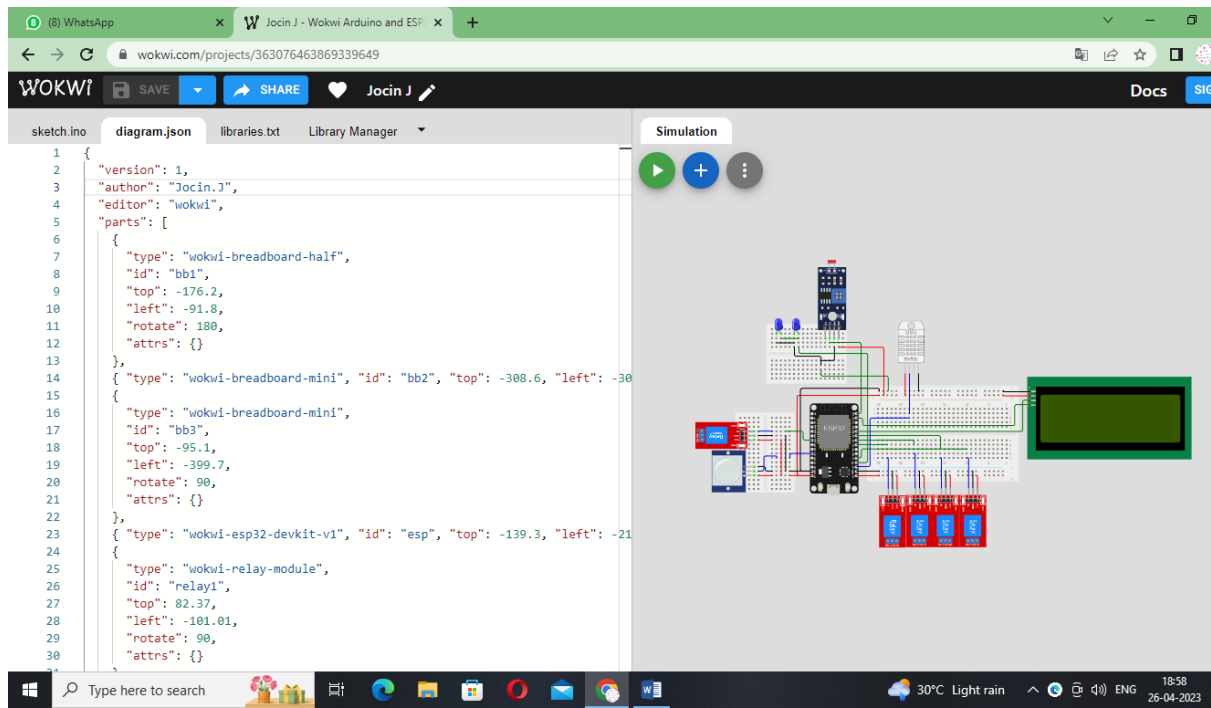 (8) WhatsApp
Jocin J - Wokwi Arduino and ESP
wokwi.com/projects/363076463869339649
WOKWi SAVE SHARE Jocin J Docs SIG
sketch.ino diagram.json libraries.txt Library Manager
Simulation
1 {
2 "version": 1,
3 "author": "Jocin.J",
4 "editor": "wokwi",
5 "parts": [
6 {
7 "type": "wokwi-breadboard-half",
8 "id": "bb1",
9 "top": -176.2,
10 "left": -91.8,
11 "rotate": 180,
12 "attrs": {}
13 },
14 { "type": "wokwi-breadboard-mini", "id": "bb2", "top": -308.6, "left": -30
15 {
16 "type": "wokwi-breadboard-mini",
17 "id": "bb3",
18 "top": -95.1,
19 "left": -399.7,
20 "rotate": 90,
21 "attrs": {}
22 },
23 { "type": "wokwi-esp32-devkit-v1", "id": "esp", "top": -139.3, "left": -21
24 {
25 "type": "wokwi-relay-module",
26 "id": "relay1",
27 "top": 82.37,
28 "left": -101.01,
29 "rotate": 90,
30 "attrs": {}
ESP32
Type here to search
30°C Light rain
ENG
18:58
26-04-2023